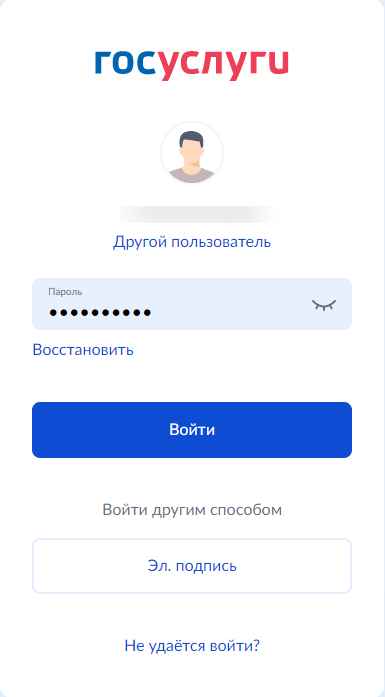 госуслуги
Другой пользователь
Пароль
••••••••••
Восстановить
Войти
Войти другим способом
Эл. подпись
Не удаётся войти?